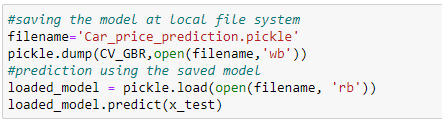 #saving the model at local file system
filename='Car_price_prediction.pickle'
pickle.dump(CV_GBR,open(filename,'wb'))
#prediction using the saved model
loaded_model = pickle.load(open(filename, 'rb'))
loaded_model.predict(x_test)